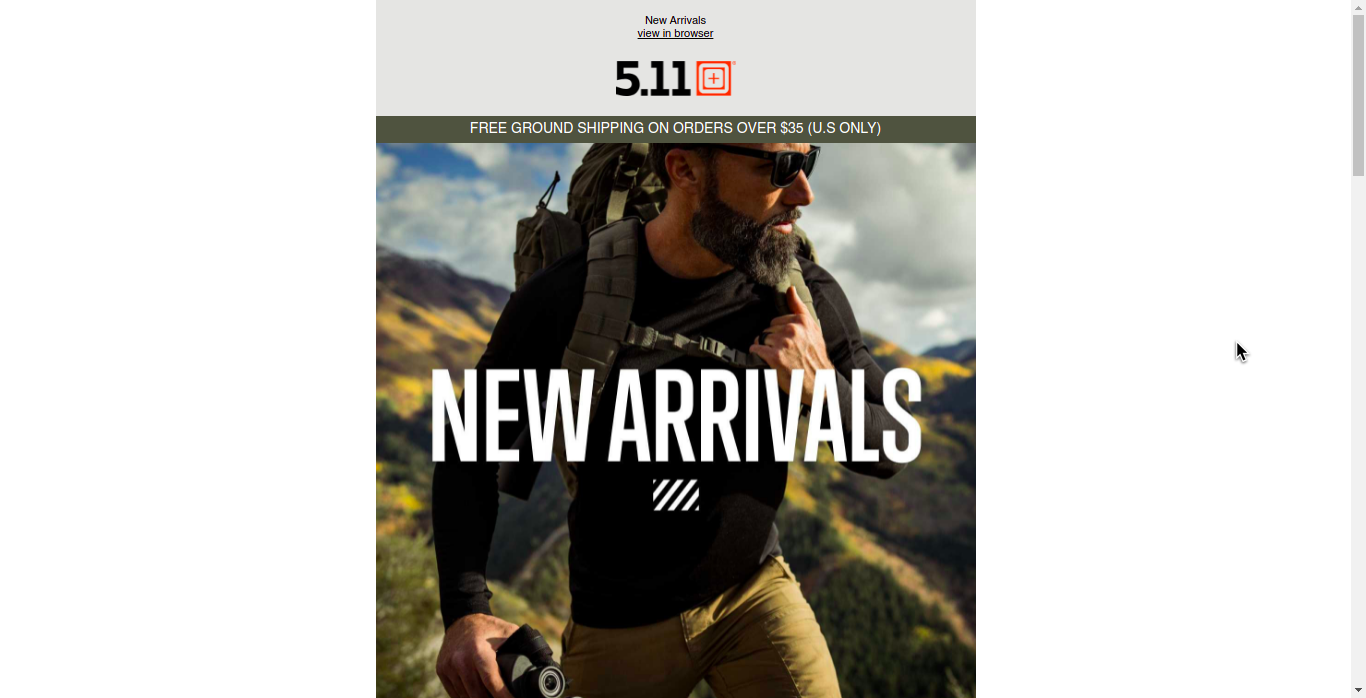 New Arrivals
view in browser
5.11
FREE GROUND SHIPPING ON ORDERS OVER $35 (U.S ONLY)
NEW ARRIVALS